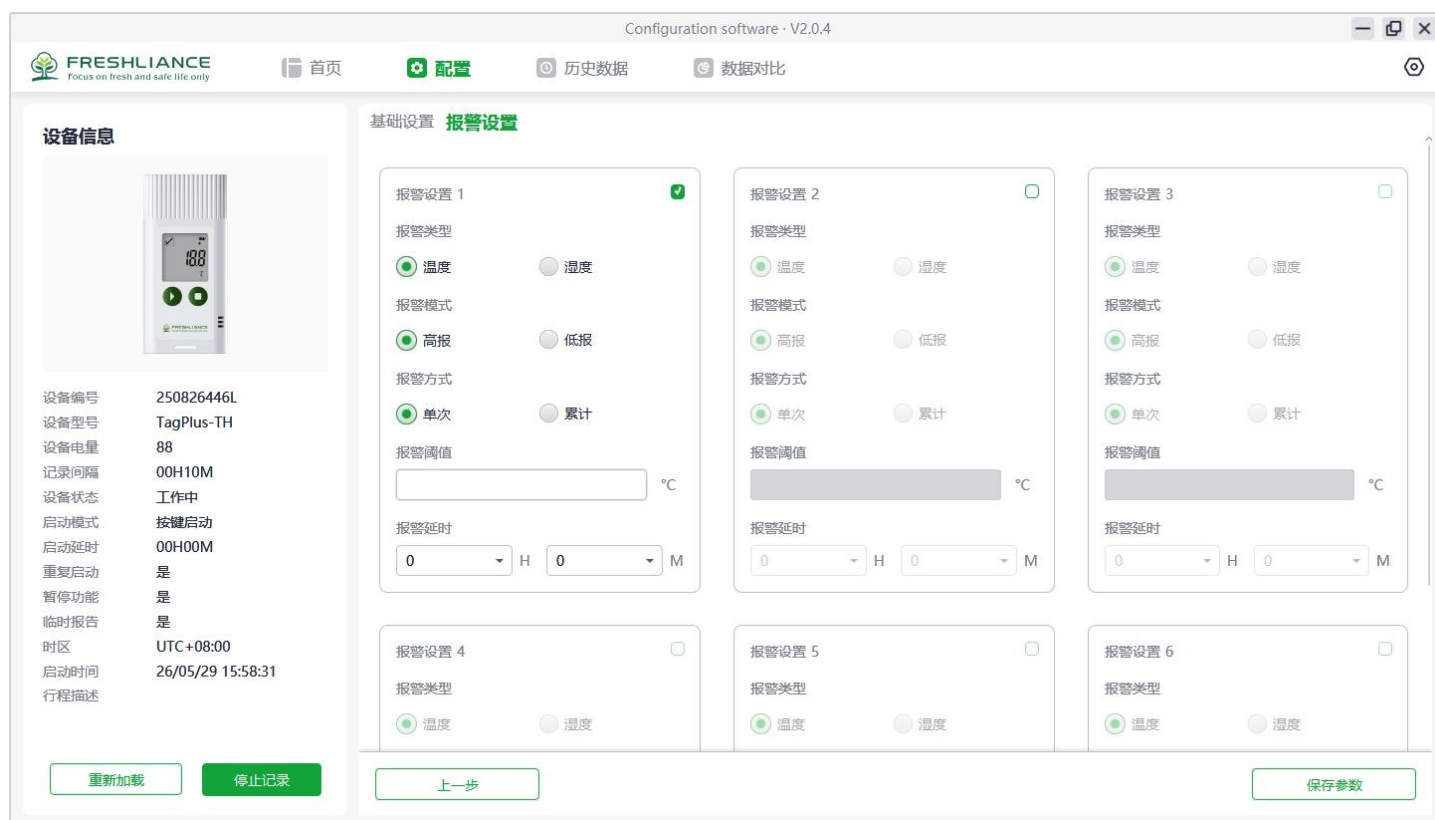 Configuration software · V2.0.4
FRESHLIANCE
Focus on fresh and safe life only
首页
配置
历史数据
数据对比
设备信息
18.8
℃
FRESHLIANCE
设备编号 250826446L
设备型号 TagPlus-TH
设备电量 88
记录间隔 00H10M
设备状态 工作中
启动模式 按键启动
启动延时 00H00M
重复启动 是
暂停功能 是
临时报告 是
时区 UTC+08:00
启动时间 26/05/29 15:58:31
行程描述
重新加载 停止记录
基础设置 报警设置
报警设置 1
报警类型
温度 湿度
报警模式
高报 低报
报警方式
单次 累计
报警阈值
°C
报警延时
0 H 0 M
报警设置 2
报警类型
温度 湿度
报警模式
高报 低报
报警方式
单次 累计
报警阈值
°C
报警延时
0 H 0 M
报警设置 3
报警类型
温度 湿度
报警模式
高报 低报
报警方式
单次 累计
报警阈值
°C
报警延时
0 H 0 M
报警设置 4
报警类型
温度 湿度
报警设置 5
报警类型
温度 湿度
报警设置 6
报警类型
温度 湿度
上一步 保存参数